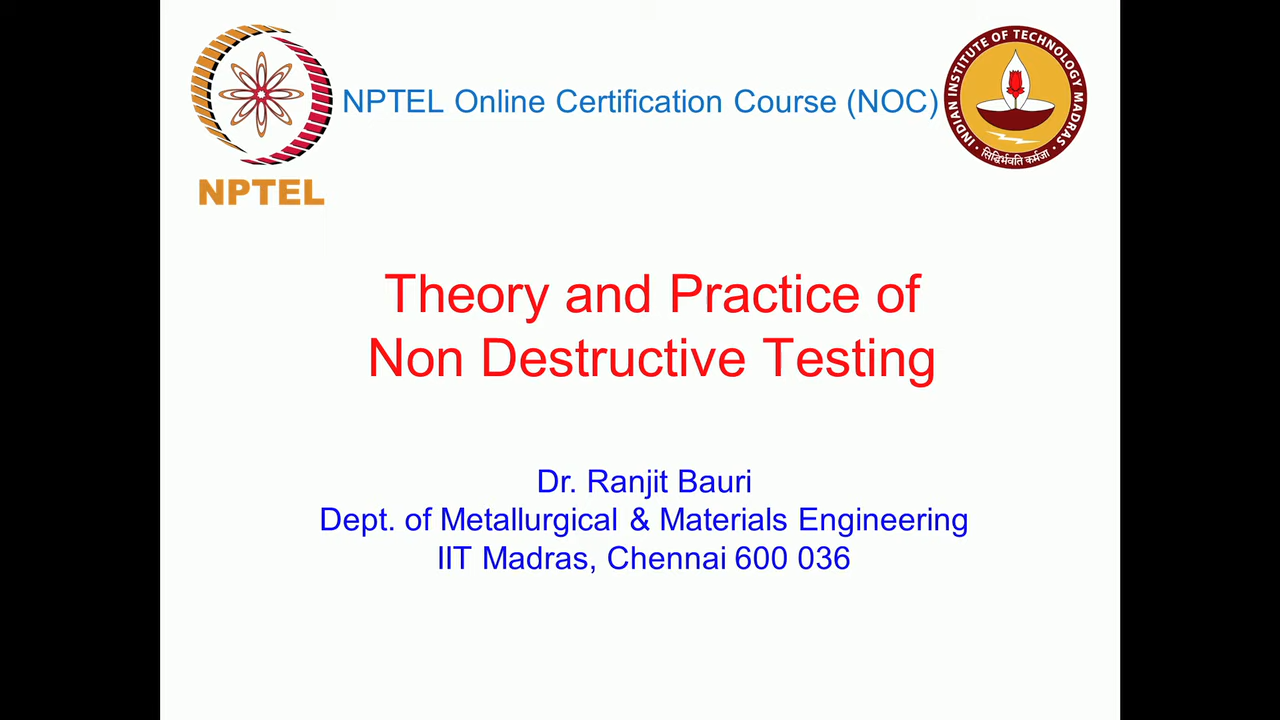 NPTEL Online Certification Course (NOC)
NPTEL
INDIAN INSTITUTE OF TECHNOLOGY MADRAS
सिद्धिर्भवति कर्मजा
Theory and Practice of
Non Destructive Testing
Dr. Ranjit Bauri
Dept. of Metallurgical & Materials Engineering
IIT Madras, Chennai 600 036